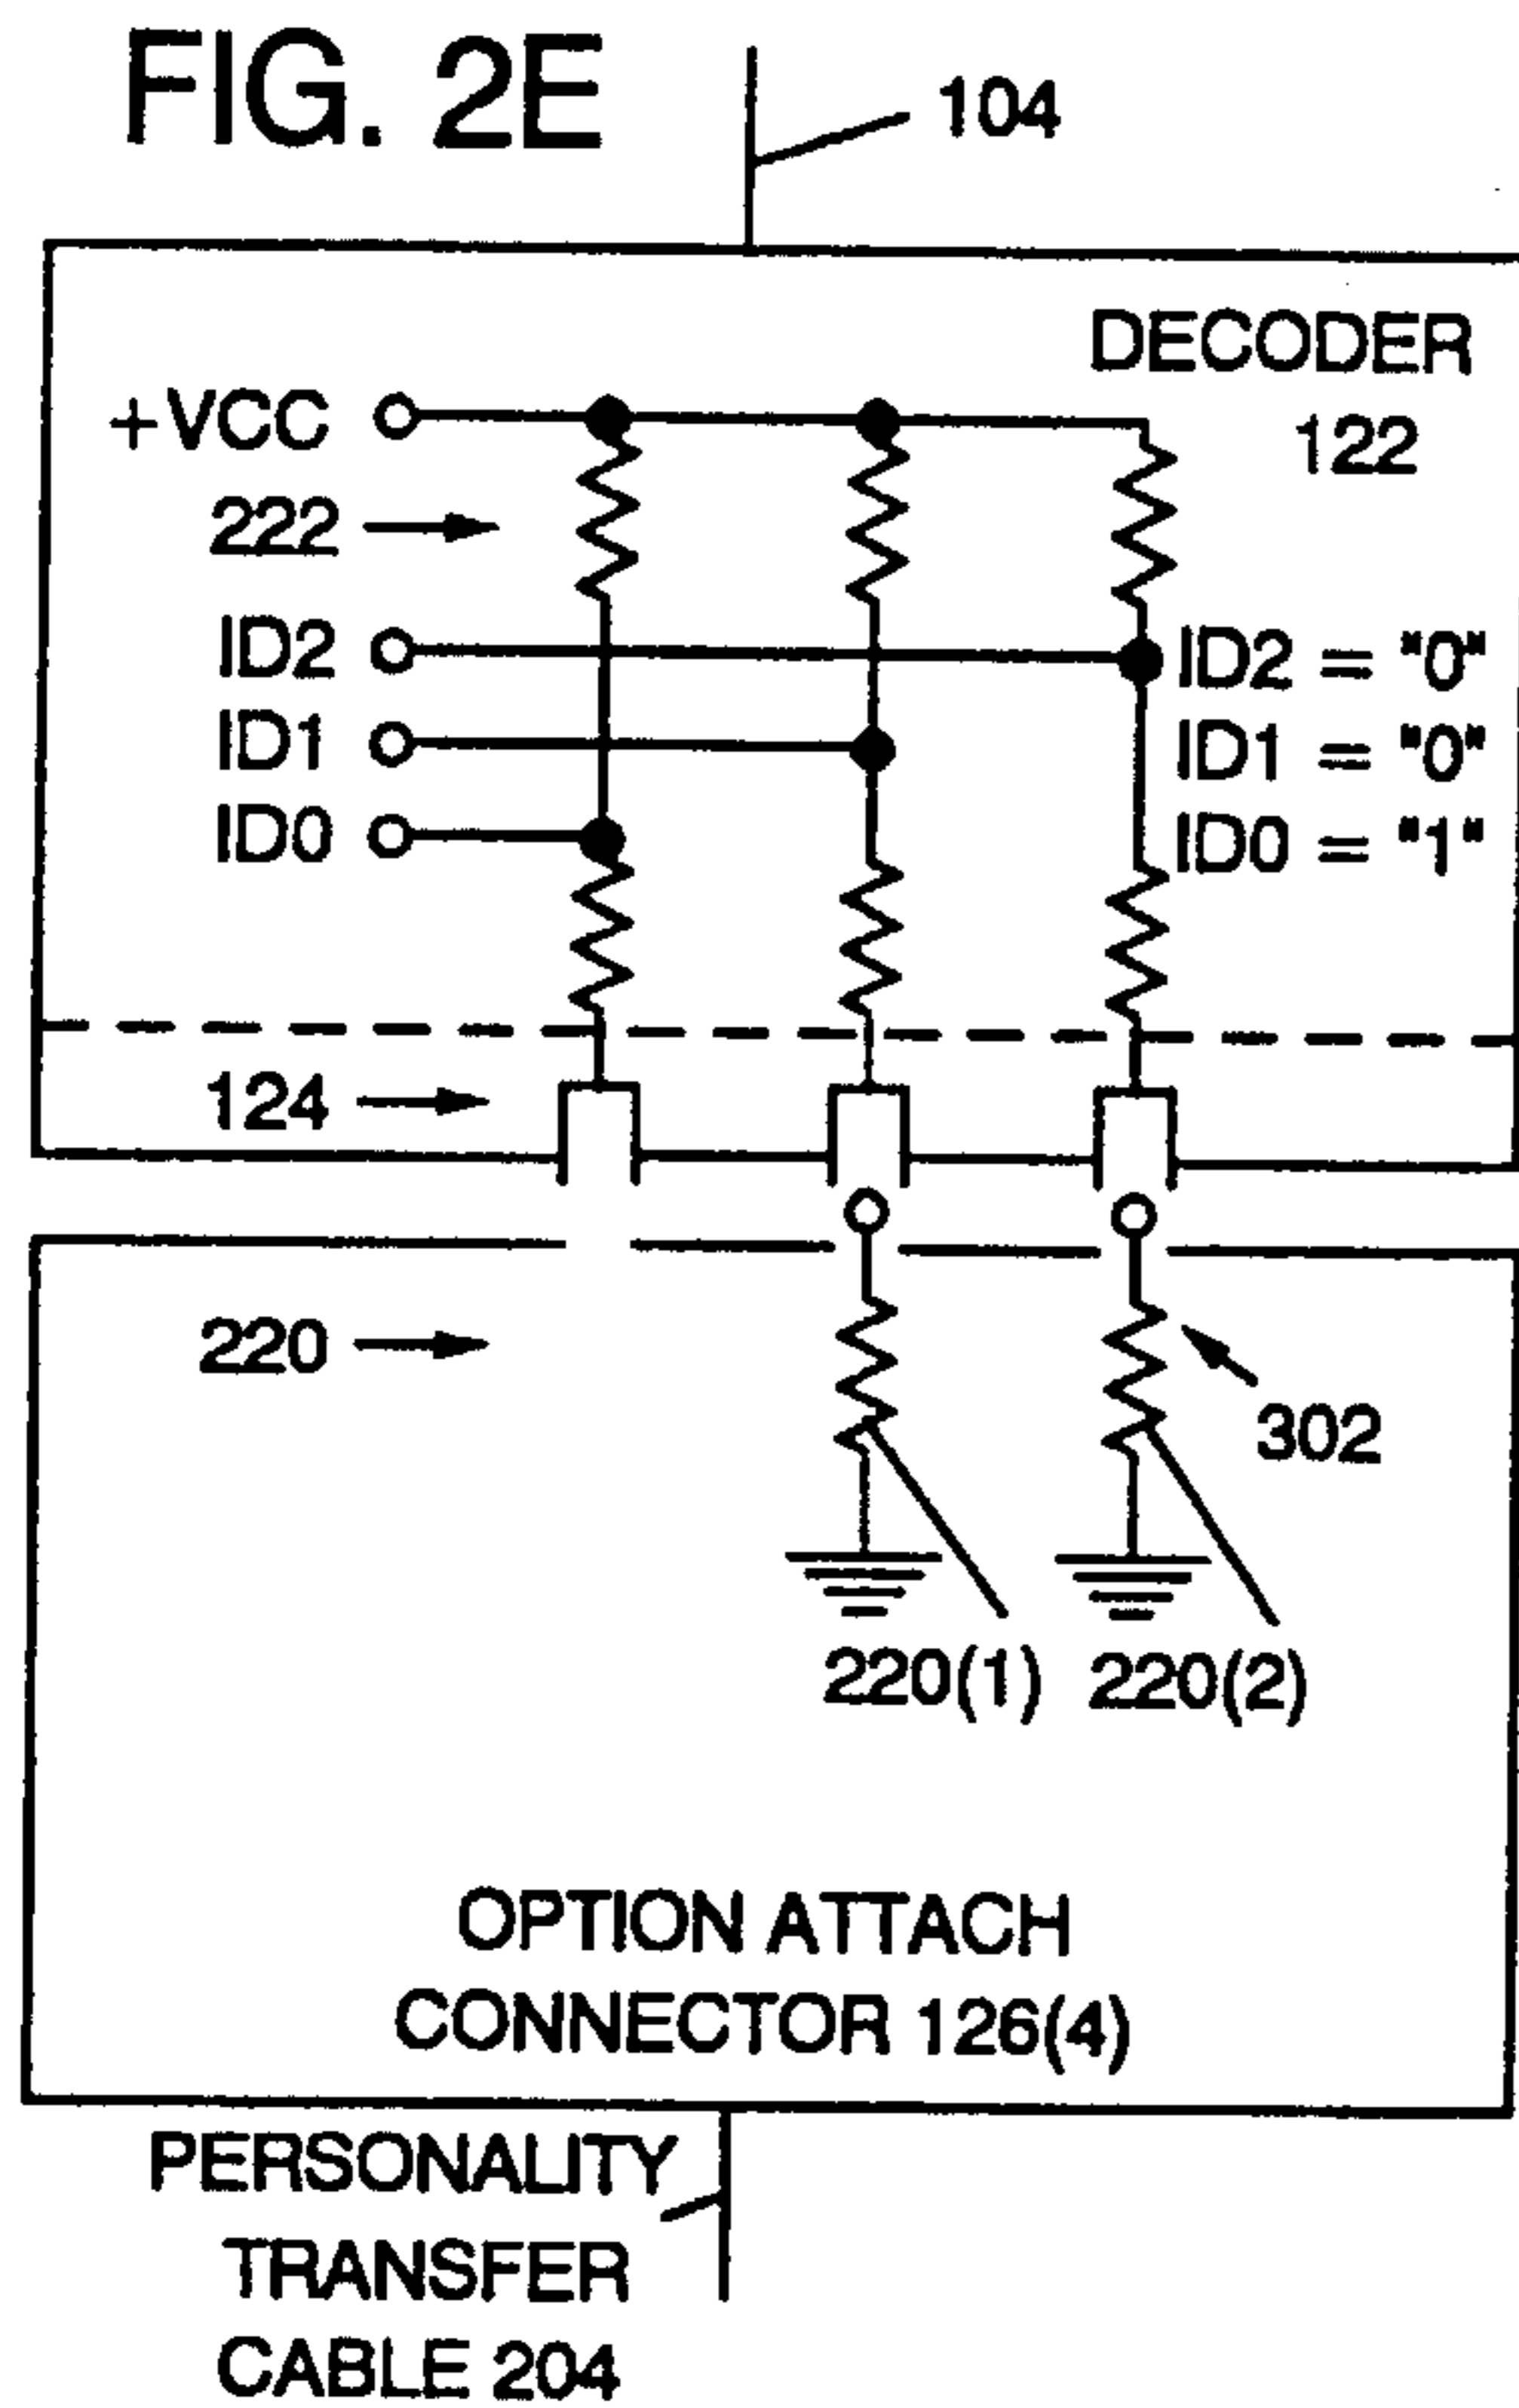 FIG. 2E
104
DECODER
122
+VCC
222
ID2
ID2 = "0"
ID1
ID1 = "0"
ID0
ID0 = "1"
124
220
302
220(1)
220(2)
OPTION ATTACH
CONNECTOR 126(4)
PERSONALITY
TRANSFER
CABLE 204